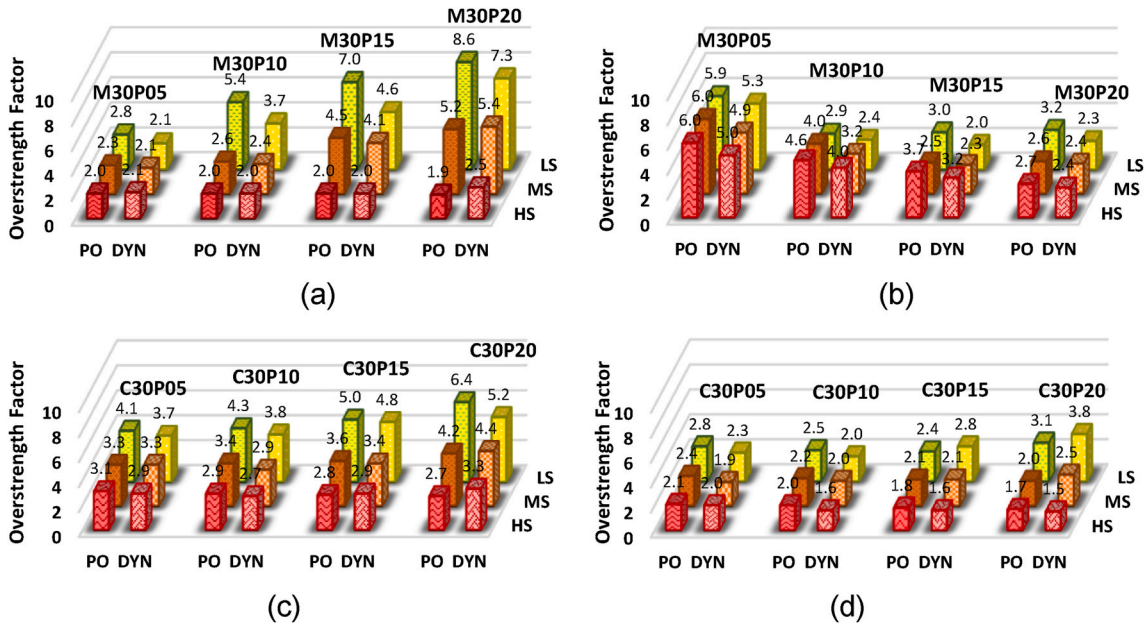 M30P20
8.6
M30P15
7.3
7.0
M30P10
5.4
M30P05
2.8
2.1
3.7
4.6
5.2
5.4
4.5
4.1
2.3
2.1
2.6
2.4
2.0
2.1
2.0
2.0
2.0
2.0
1.9
2.5
Overstrength Factor
10
8
6
4
2
0
LS
MS
HS
PO DYN
PO DYN
PO DYN
PO DYN
(a)
M30P05
5.9
5.3
M30P10
M30P15
M30P20
6.0
4.9
2.9
2.4
3.0
2.0
3.2
2.3
6.0
5.0
4.0
3.2
2.5
2.3
2.6
2.4
4.6
4.0
3.7
3.2
2.7
2.4
Overstrength Factor
10
8
6
4
2
0
LS
MS
HS
PO DYN
PO DYN
PO DYN
PO DYN
(b)
C30P20
C30P15
C30P10
C30P05
4.1
3.7
4.3
3.8
5.0
4.8
6.4
5.2
3.3
3.3
3.4
2.9
3.6
3.4
4.2
4.4
3.1
2.9
2.9
2.7
2.8
2.9
2.7
3.3
Overstrength Factor
10
8
6
4
2
0
LS
MS
HS
PO DYN
PO DYN
PO DYN
PO DYN
(c)
C30P05
C30P10
C30P15
C30P20
2.8
2.3
2.5
2.0
2.4
2.8
3.1
3.8
2.4
1.9
2.2
2.1
2.1
2.0
2.5
2.1
2.0
2.0
1.6
1.8
1.6
1.7
1.5
Overstrength Factor
10
8
6
4
2
0
LS
MS
HS
PO DYN
PO DYN
PO DYN
PO DYN
(d)